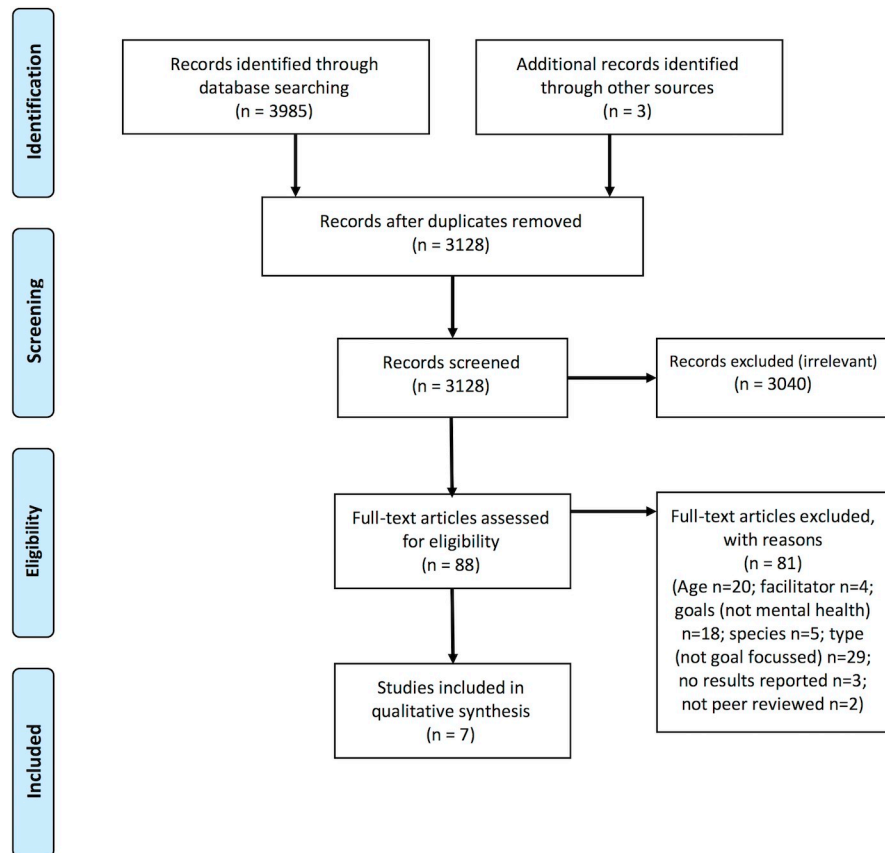 Identification
Records identified through
database searching
(n = 3985)
Additional records identified
through other sources
(n = 3)
Records after duplicates removed
(n = 3128)
Screening
Records screened
(n = 3128)
Records excluded (irrelevant)
(n = 3040)
Eligibility
Full-text articles assessed
for eligibility
(n = 88)
Full-text articles excluded,
with reasons
(n = 81)
(Age n=20; facilitator n=4;
goals (not mental health)
n=18; species n=5; type
(not goal focussed) n=29;
no results reported n=3;
not peer reviewed n=2)
Included
Studies included in
qualitative synthesis
(n = 7)